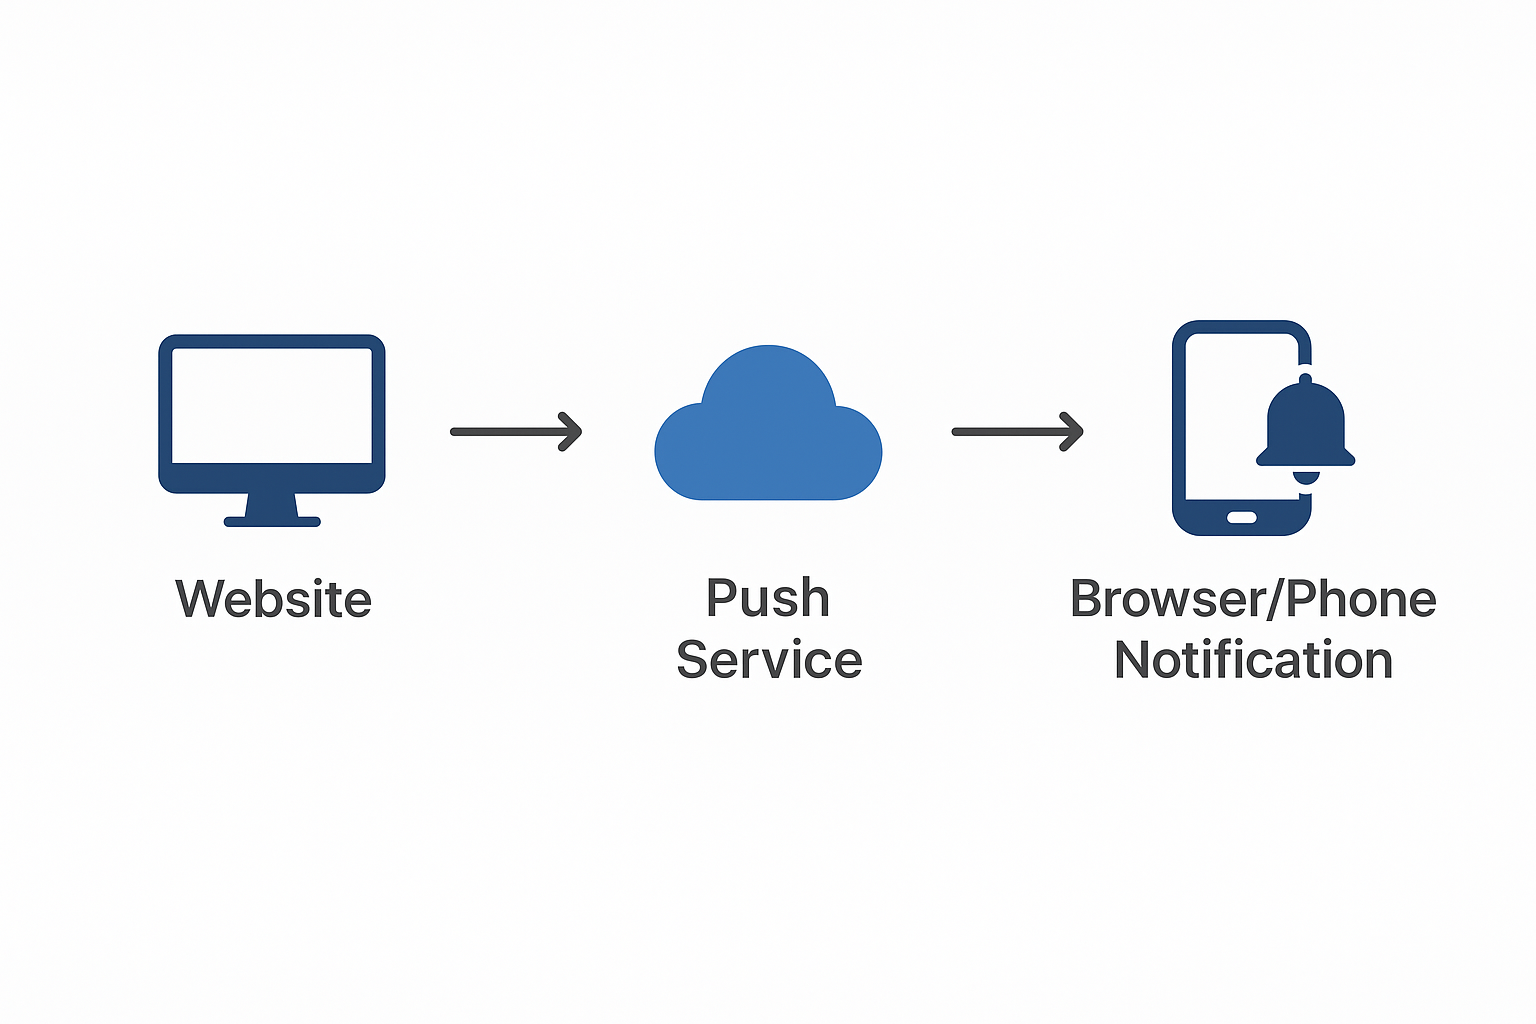 Website
Push
Service
Browser/Phone
Notification